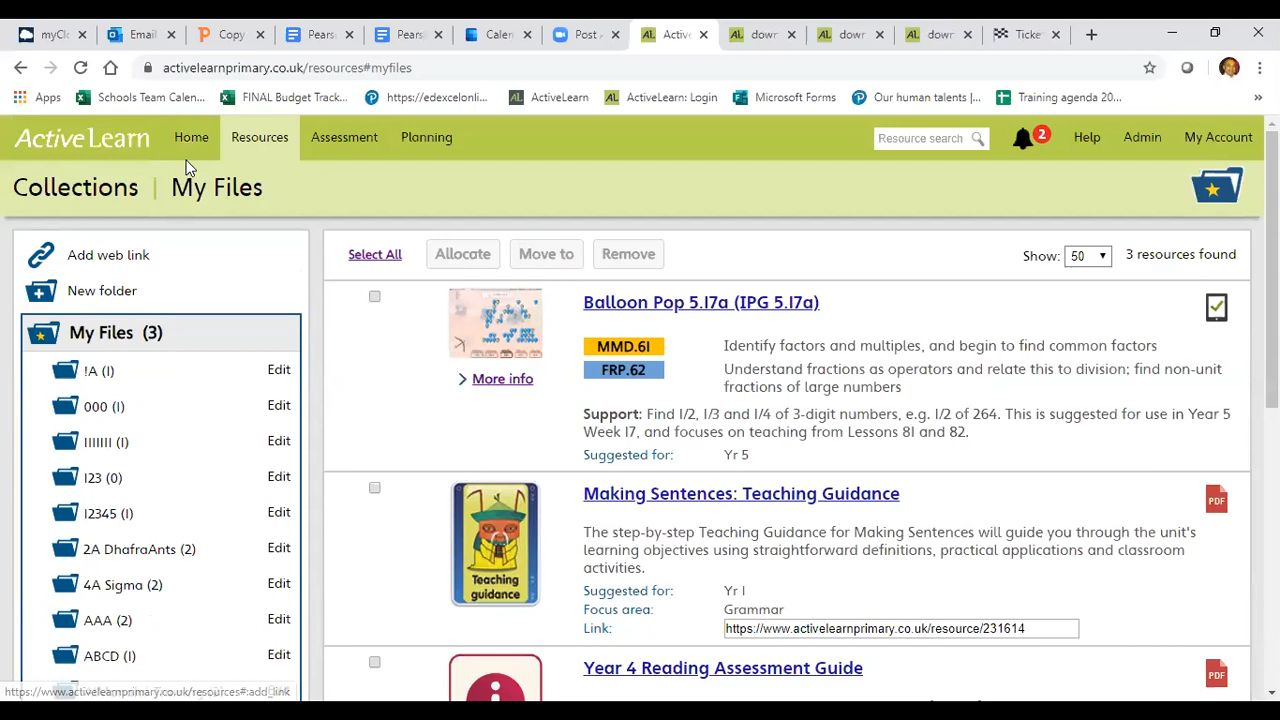 myClo
Email
Copy
Pears
Pears
Calen
Post A
Active
down
down
down
Ticke
activelearnprimary.co.uk/resources#myfiles
Apps
Schools Team Calen...
FINAL Budget Track...
https://edexcelonli...
ActiveLearn
ActiveLearn: Login
Microsoft Forms
Our human talents |...
Training agenda 20...
»
ActiveLearn
Home
Resources
Assessment
Planning
Resource search
2
Help
Admin
My Account
Collections | My Files
Add web link
New folder
My Files (3)
!A (1) Edit
000 (1) Edit
1111111 (1) Edit
123 (0) Edit
12345 (1) Edit
2A DhafraAnts (2) Edit
4A Sigma (2) Edit
AAA (2) Edit
ABCD (1) Edit
https://www.activelearnprimary.co.uk/resources#:add_link
Select All
Allocate
Move to
Remove
Show: 50
3 resources found
Balloon Pop 5.17a (IPG 5.17a)
MMD.61 Identify factors and multiples, and begin to find common factors
FRP.62 Understand fractions as operators and relate this to division; find non-unit
fractions of large numbers
> More info
Support: Find 1/2, 1/3 and 1/4 of 3-digit numbers, e.g. 1/2 of 264. This is suggested for use in Year 5
Week 17, and focuses on teaching from Lessons 81 and 82.
Suggested for: Yr 5
Making Sentences: Teaching Guidance
PDF
Teaching
guidance
The step-by-step Teaching Guidance for Making Sentences will guide you through the unit's
learning objectives using straightforward definitions, practical applications and classroom
activities.
Suggested for: Yr 1
Focus area: Grammar
Link: https://www.activelearnprimary.co.uk/resource/231614
Year 4 Reading Assessment Guide
PDF